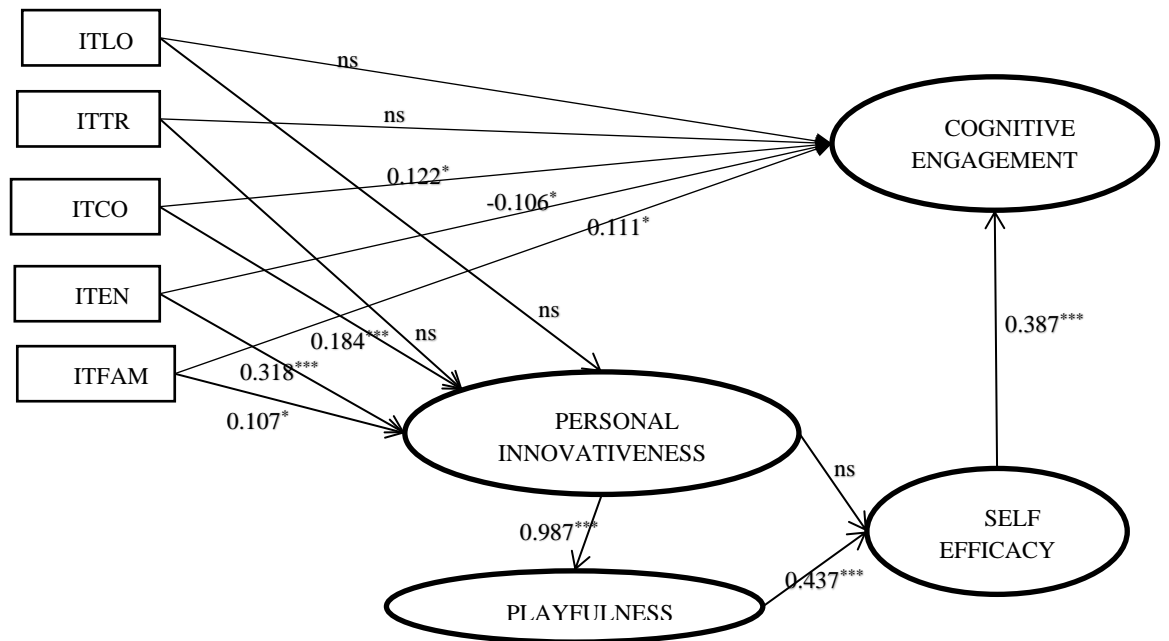 ITLO
ns
ITTR
ns
COGNITIVE
ENGAGEMENT
ITCO
0.122*
-0.106*
0.111*
ITEN
ns
0.184***
ns
0.387***
ITFAM
0.318***
0.107*
PERSONAL
INNOVATIVENESS
ns
0.987***
SELF
EFFICACY
0.437***
PLAYFULNESS